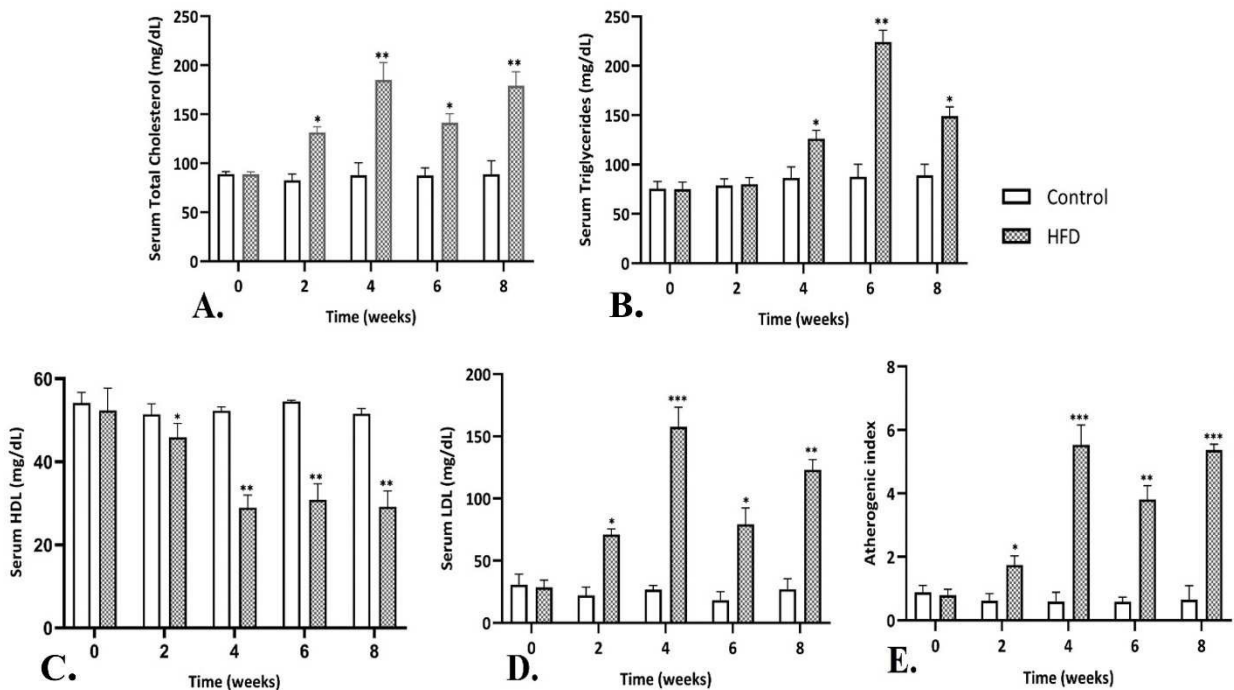 Serum Total Cholesterol (mg/dL)
250
200
150
100
50
0
*
**
*
**
0 2 4 6 8
Time (weeks)
A.
Serum Triglycerides (mg/dL)
250
200
150
100
50
0
*
**
*
0 2 4 6 8
Time (weeks)
B.
Control
HFD
Serum HDL (mg/dL)
60
40
20
0
*
**
**
**
0 2 4 6 8
Time (weeks)
C.
Serum LDL (mg/dL)
200
150
100
50
0
*
***
*
**
0 2 4 6 8
Time (weeks)
D.
Atherogenic index
8
6
4
2
0
*
***
**
***
0 2 4 6 8
Time (weeks)
E.